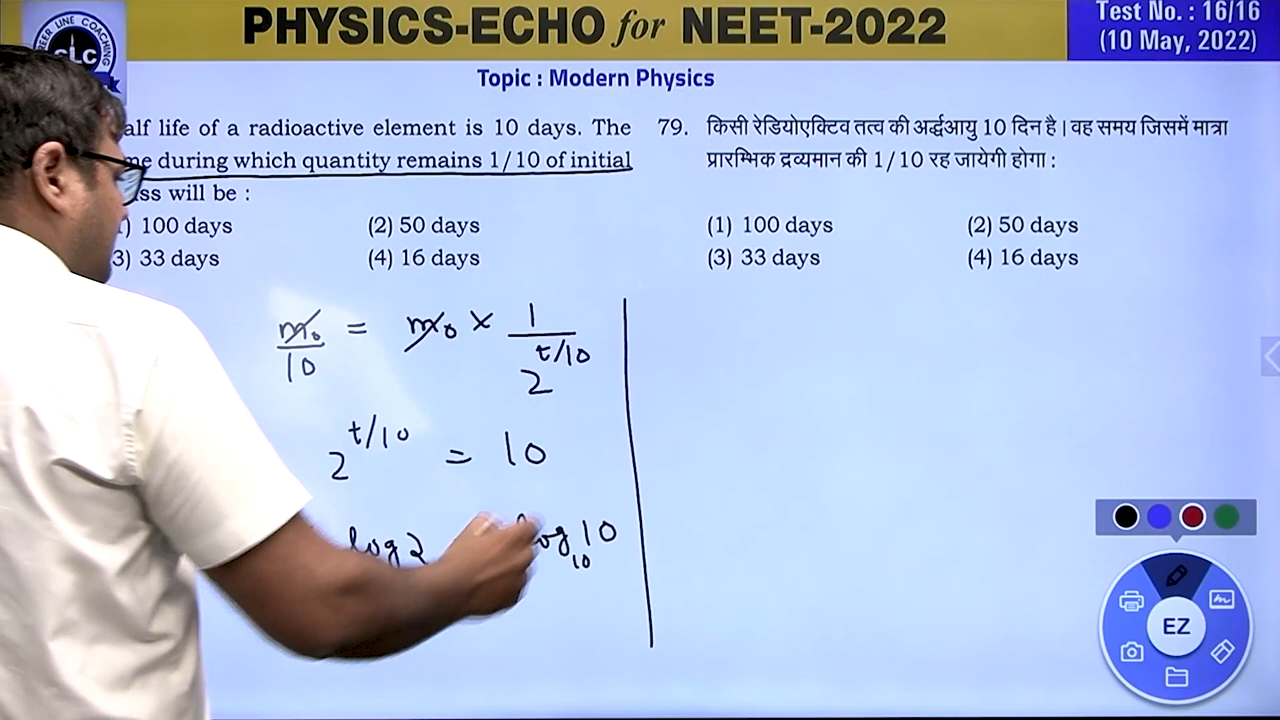 PHYSICS-ECHO for NEET-2022
Test No. : 16/16
(10 May, 2022)
Topic : Modern Physics
life of a radioactive element is 10 days. The
during which quantity remains 1/10 of initial
will be :
100 days
(2) 50 days
33 days
(4) 16 days
79. किसी रेडियोएक्टिव तत्व की अर्द्धआयु 10 दिन है। वह समय जिसमें मात्रा
प्रारम्भिक द्रव्यमान की 1/10 रह जायेगी होगा :
(1) 100 days
(2) 50 days
(3) 33 days
(4) 16 days
m₀/10 = m₀ × 1/2^(t/10)
2^(t/10) = 10
log 2 log₁₀ 10
EZ